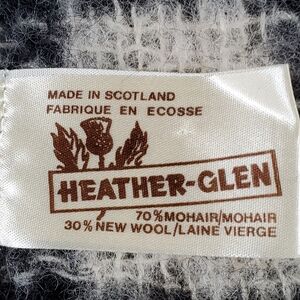 MADE IN SCOTLAND
FABRIQUE EN ECOSSE
HEATHER-GLEN
70%MOHAIR/MOHAIR
30%NEW WOOL/LAINE VIERGE